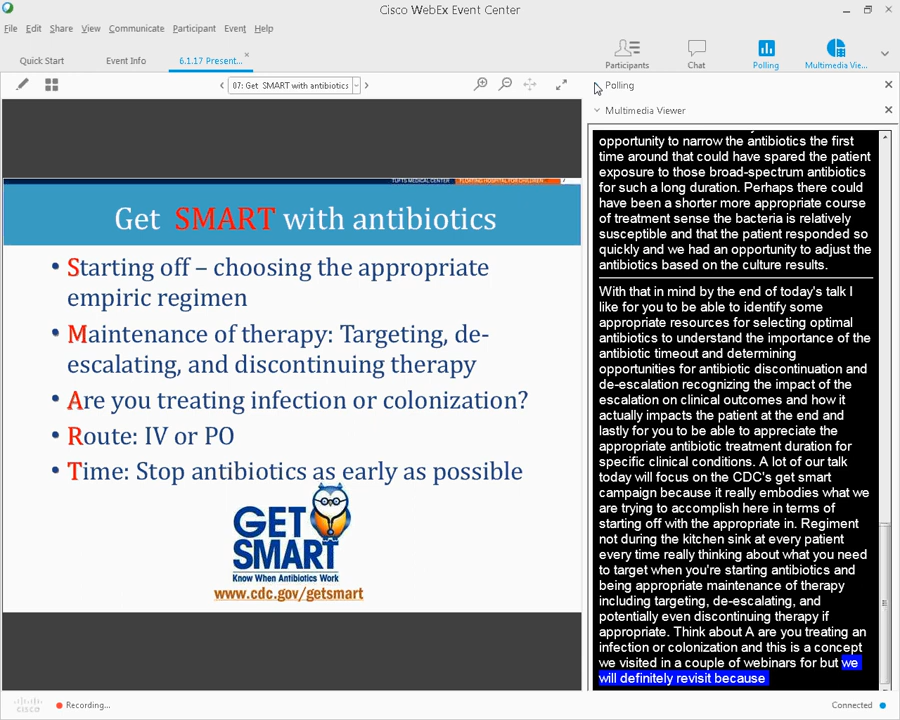 Cisco WebEx Event Center
File Edit Share View Communicate Participant Event Help
Quick Start Event Info 6.1.17 Present...
Participants Chat Polling Multimedia Vie...
07: Get SMART with antibiotics
Polling
Multimedia Viewer
TUFTS MEDICAL CENTER FLOATING HOSPITAL FOR CHILDREN
Get SMART with antibiotics
• Starting off – choosing the appropriate
empiric regimen
• Maintenance of therapy: Targeting, de-
escalating, and discontinuing therapy
• Are you treating infection or colonization?
• Route: IV or PO
• Time: Stop antibiotics as early as possible
GET
SMART
Know When Antibiotics Work
www.cdc.gov/getsmart
opportunity to narrow the antibiotics the first
time around that could have spared the patient
exposure to those broad-spectrum antibiotics
for such a long duration. Perhaps there could
have been a shorter more appropriate course
of treatment sense the bacteria is relatively
susceptible and that the patient responded so
quickly and we had an opportunity to adjust the
antibiotics based on the culture results.
With that in mind by the end of today's talk I
like for you to be able to identify some
appropriate resources for selecting optimal
antibiotics to understand the importance of the
antibiotic timeout and determining
opportunities for antibiotic discontinuation and
de-escalation recognizing the impact of the
escalation on clinical outcomes and how it
actually impacts the patient at the end and
lastly for you to be able to appreciate the
appropriate antibiotic treatment duration for
specific clinical conditions. A lot of our talk
today will focus on the CDC's get smart
campaign because it really embodies what we
are trying to accomplish here in terms of
starting off with the appropriate in. Regiment
not during the kitchen sink at every patient
every time really thinking about what you need
to target when you're starting antibiotics and
being appropriate maintenance of therapy
including targeting, de-escalating, and
potentially even discontinuing therapy if
appropriate. Think about A are you treating an
infection or colonization and this is a concept
we visited in a couple of webinars for but we
will definitely revisit because
cisco
Recording...
Connected